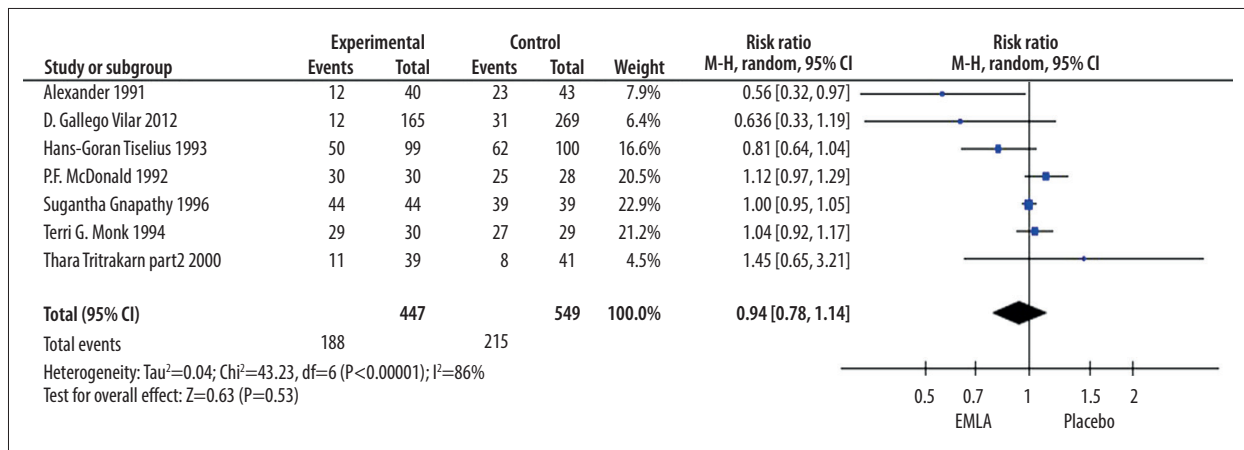 Experimental Control Risk ratio Risk ratio
Study or subgroup Events Total Events Total Weight M-H, random, 95% CI M-H, random, 95% CI
Alexander 1991 12 40 23 43 7.9% 0.56 [0.32, 0.97]
D. Gallego Vilar 2012 12 165 31 269 6.4% 0.636 [0.33, 1.19]
Hans-Goran Tiselius 1993 50 99 62 100 16.6% 0.81 [0.64, 1.04]
P.F. McDonald 1992 30 30 25 28 20.5% 1.12 [0.97, 1.29]
Sugantha Gnapathy 1996 44 44 39 39 22.9% 1.00 [0.95, 1.05]
Terri G. Monk 1994 29 30 27 29 21.2% 1.04 [0.92, 1.17]
Thara Tritrakarn part2 2000 11 39 8 41 4.5% 1.45 [0.65, 3.21]
Total (95% CI) 447 549 100.0% 0.94 [0.78, 1.14]
Total events 188 215
Heterogeneity: Tau²=0.04; Chi²=43.23, df=6 (P<0.00001); I²=86%
Test for overall effect: Z=0.63 (P=0.53)
0.5 0.7 1 1.5 2
EMLA Placebo